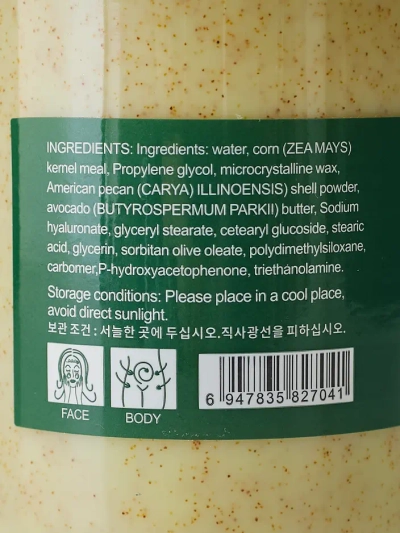 INGREDIENTS: Ingredients: water, corn (ZEA MAYS)
kernel meal, Propylene glycol, microcrystalline wax,
American pecan (CARYA) ILLINOENSIS) shell powder,
avocado (BUTYROSPERMUM PARKII) butter, Sodium
hyaluronate, glyceryl stearate, cetearyl glucoside, stearic
acid, glycerin, sorbitan olive oleate, polydimethylsiloxane,
carbomer,P-hydroxyacetophenone, triethanolamine.
Storage conditions: Please place in a cool place,
avoid direct sunlight.
보관 조건 : 서늘한 곳에 두십시오.직사광선을 피하십시오.
FACE
BODY
6 947835 827041